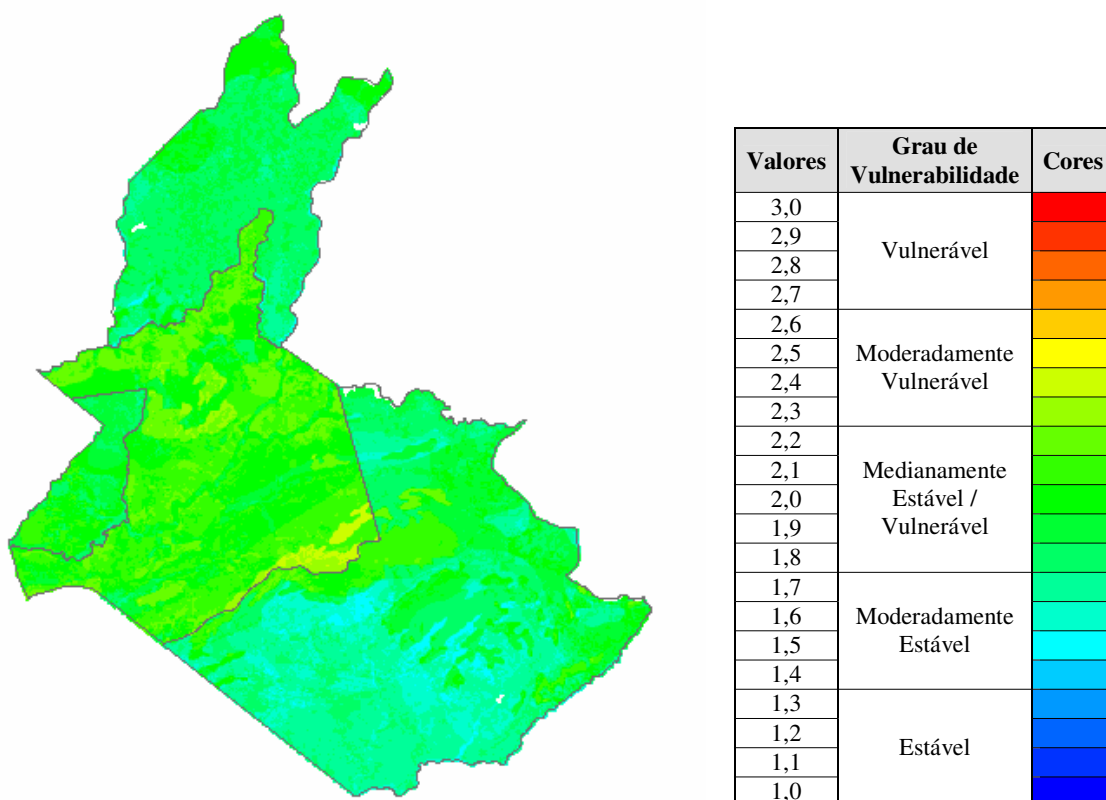 Valores Grau de Vulnerabilidade Cores
3,0
2,9
2,8
2,7
Vulnerável
2,6
2,5
2,4
2,3
Moderadamente
Vulnerável
2,2
2,1
2,0
1,9
1,8
Medianamente
Estável /
Vulnerável
1,7
1,6
1,5
1,4
Moderadamente
Estável
1,3
1,2
1,1
1,0
Estável